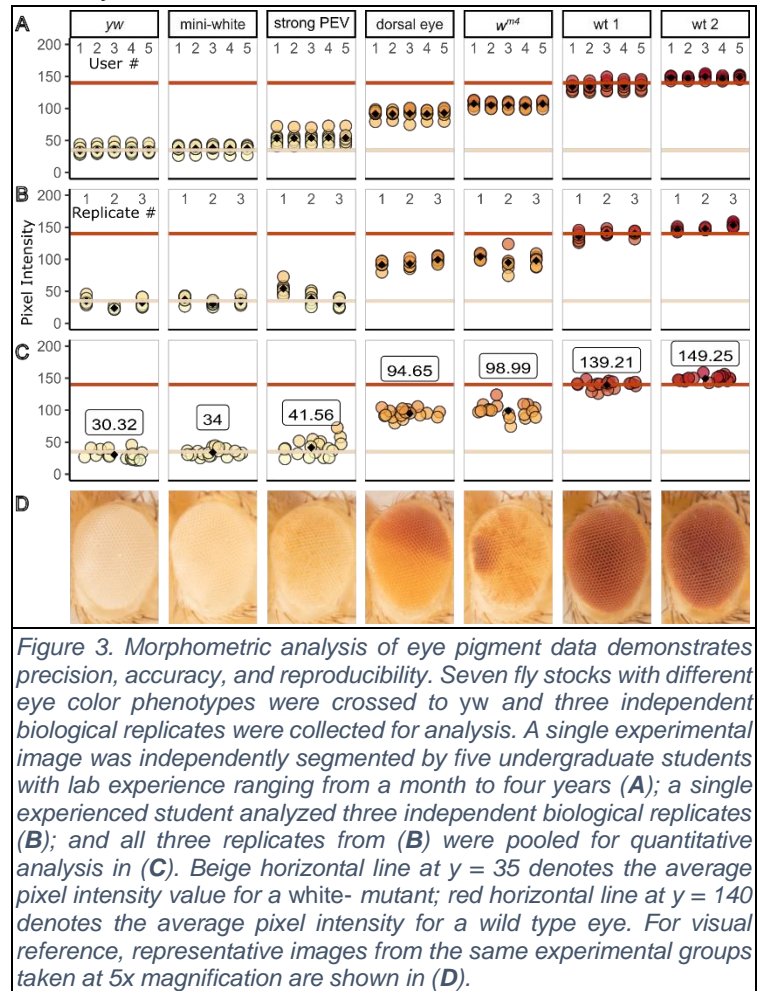 A yw mini-white strong PEV dorsal eye wᵐ⁴ wt 1 wt 2
200 1 2 3 4 5 1 2 3 4 5 1 2 3 4 5 1 2 3 4 5 1 2 3 4 5 1 2 3 4 5 1 2 3 4 5
User #
150
100
50
0
B 200 1 2 3 1 2 3 1 2 3 1 2 3 1 2 3 1 2 3 1 2 3
Replicate #
150
100
50
0
Pixel Intensity
C 200
150 94.65 98.99 139.21 149.25
100 30.32 34 41.56
50
0
D
Figure 3. Morphometric analysis of eye pigment data demonstrates
precision, accuracy, and reproducibility. Seven fly stocks with different
eye color phenotypes were crossed to yw and three independent
biological replicates were collected for analysis. A single experimental
image was independently segmented by five undergraduate students
with lab experience ranging from a month to four years (A); a single
experienced student analyzed three independent biological replicates
(B); and all three replicates from (B) were pooled for quantitative
analysis in (C). Beige horizontal line at y = 35 denotes the average
pixel intensity value for a white- mutant; red horizontal line at y = 140
denotes the average pixel intensity for a wild type eye. For visual
reference, representative images from the same experimental groups
taken at 5x magnification are shown in (D).